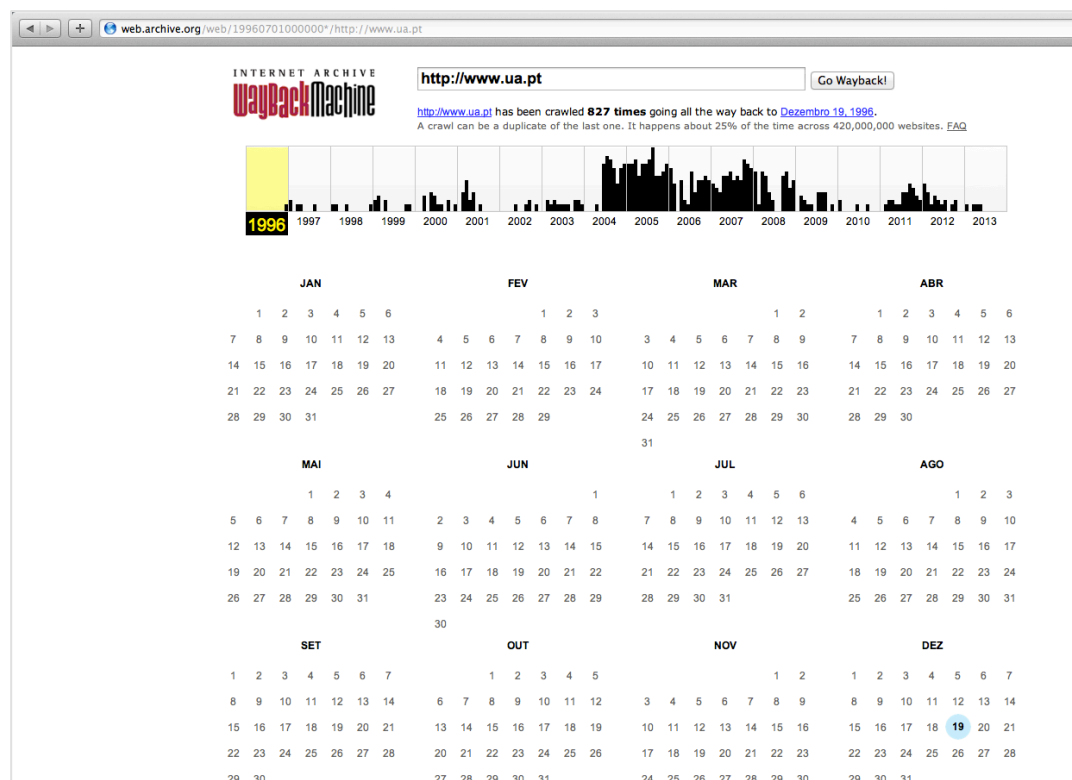 web.archive.org/web/19960701000000*/http://www.ua.pt
INTERNET ARCHIVE
WayBackMachine
http://www.ua.pt
Go Wayback!
http://www.ua.pt has been crawled 827 times going all the way back to Dezembro 19, 1996.
A crawl can be a duplicate of the last one. It happens about 25% of the time across 420,000,000 websites. FAQ
1996 1997 1998 1999 2000 2001 2002 2003 2004 2005 2006 2007 2008 2009 2010 2011 2012 2013
JAN FEV MAR ABR
1 2 3 4 5 6 1 2 3 1 2 1 2 3 4 5 6
7 8 9 10 11 12 13 4 5 6 7 8 9 10 3 4 5 6 7 8 9 7 8 9 10 11 12 13
14 15 16 17 18 19 20 11 12 13 14 15 16 17 10 11 12 13 14 15 16 14 15 16 17 18 19 20
21 22 23 24 25 26 27 18 19 20 21 22 23 24 17 18 19 20 21 22 23 21 22 23 24 25 26 27
28 29 30 31 25 26 27 28 29 24 25 26 27 28 29 30 28 29 30
31
MAI JUN JUL AGO
1 2 3 4 1 1 2 3 4 5 6 1 2 3
5 6 7 8 9 10 11 2 3 4 5 6 7 8 7 8 9 10 11 12 13 4 5 6 7 8 9 10
12 13 14 15 16 17 18 9 10 11 12 13 14 15 14 15 16 17 18 19 20 11 12 13 14 15 16 17
19 20 21 22 23 24 25 16 17 18 19 20 21 22 21 22 23 24 25 26 27 18 19 20 21 22 23 24
26 27 28 29 30 31 23 24 25 26 27 28 29 28 29 30 31 25 26 27 28 29 30 31
30
SET OUT NOV DEZ
1 2 3 4 5 6 7 1 2 3 4 5 1 2 1 2 3 4 5 6 7
8 9 10 11 12 13 14 6 7 8 9 10 11 12 3 4 5 6 7 8 9 8 9 10 11 12 13 14
15 16 17 18 19 20 21 13 14 15 16 17 18 19 10 11 12 13 14 15 16 15 16 17 18 19 20 21
22 23 24 25 26 27 28 20 21 22 23 24 25 26 17 18 19 20 21 22 23 22 23 24 25 26 27 28
29 30 27 28 29 30 31 24 25 26 27 28 29 30 29 30 31